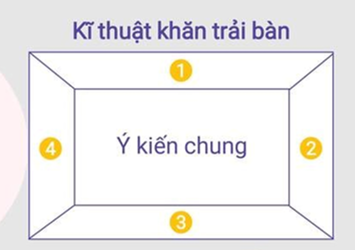 Kĩ thuật khăn trải bàn
1
4
Ý kiến chung
2
3